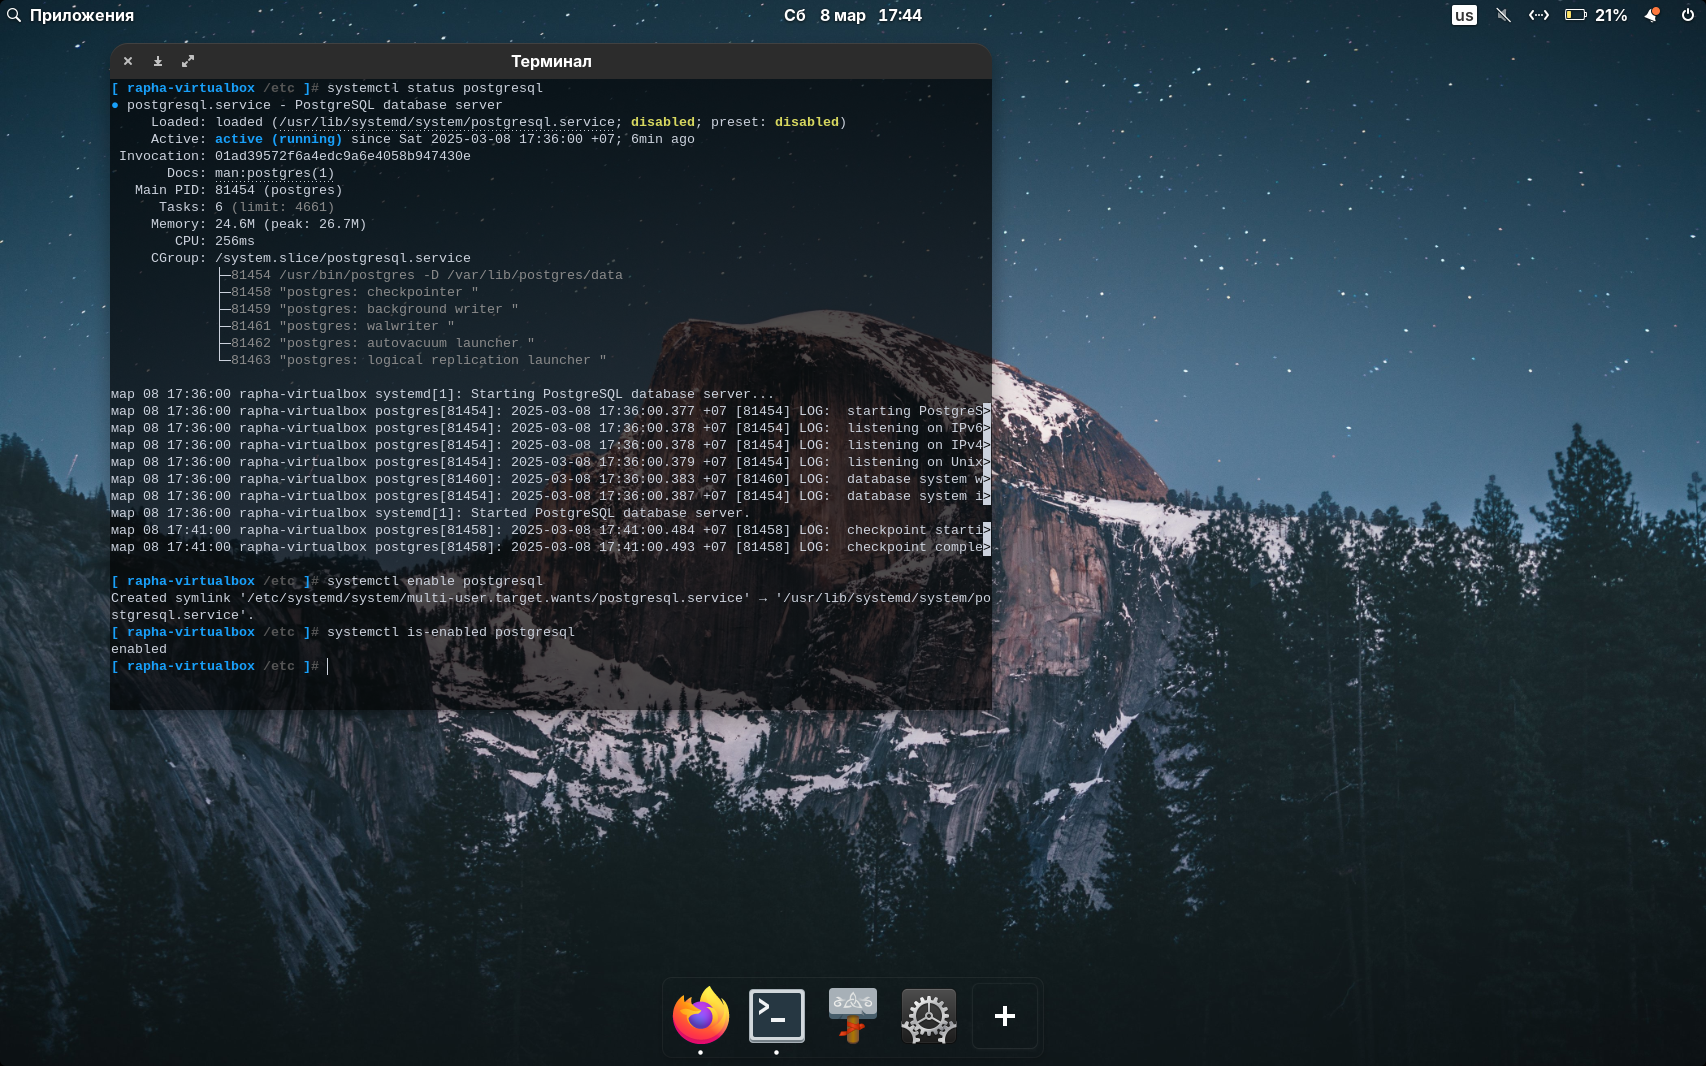 Приложения
Сб 8 мар 17:44
us
21%
Терминал
[ rapha-virtualbox /etc ]# systemctl status postgresql
● postgresql.service - PostgreSQL database server
Loaded: loaded (/usr/lib/systemd/system/postgresql.service; disabled; preset: disabled)
Active: active (running) since Sat 2025-03-08 17:36:00 +07; 6min ago
Invocation: 01ad39572f6a4edc9a6e4058b947430e
Docs: man:postgres(1)
Main PID: 81454 (postgres)
Tasks: 6 (limit: 4661)
Memory: 24.6M (peak: 26.7M)
CPU: 256ms
CGroup: /system.slice/postgresql.service
├─81454 /usr/bin/postgres -D /var/lib/postgres/data
├─81458 "postgres: checkpointer "
├─81459 "postgres: background writer "
├─81461 "postgres: walwriter "
├─81462 "postgres: autovacuum launcher "
└─81463 "postgres: logical replication launcher "
мар 08 17:36:00 rapha-virtualbox systemd[1]: Starting PostgreSQL database server...
мар 08 17:36:00 rapha-virtualbox postgres[81454]: 2025-03-08 17:36:00.377 +07 [81454] LOG:  starting PostgreS>
мар 08 17:36:00 rapha-virtualbox postgres[81454]: 2025-03-08 17:36:00.378 +07 [81454] LOG:  listening on IPv6>
мар 08 17:36:00 rapha-virtualbox postgres[81454]: 2025-03-08 17:36:00.378 +07 [81454] LOG:  listening on IPv4>
мар 08 17:36:00 rapha-virtualbox postgres[81454]: 2025-03-08 17:36:00.379 +07 [81454] LOG:  listening on Unix>
мар 08 17:36:00 rapha-virtualbox postgres[81460]: 2025-03-08 17:36:00.383 +07 [81460] LOG:  database system w>
мар 08 17:36:00 rapha-virtualbox postgres[81454]: 2025-03-08 17:36:00.387 +07 [81454] LOG:  database system i>
мар 08 17:36:00 rapha-virtualbox systemd[1]: Started PostgreSQL database server.
мар 08 17:41:00 rapha-virtualbox postgres[81458]: 2025-03-08 17:41:00.484 +07 [81458] LOG:  checkpoint starti>
мар 08 17:41:00 rapha-virtualbox postgres[81458]: 2025-03-08 17:41:00.493 +07 [81458] LOG:  checkpoint comple>
[ rapha-virtualbox /etc ]# systemctl enable postgresql
Created symlink '/etc/systemd/system/multi-user.target.wants/postgresql.service' → '/usr/lib/systemd/system/po
stgresql.service'.
[ rapha-virtualbox /etc ]# systemctl is-enabled postgresql
enabled
[ rapha-virtualbox /etc ]#